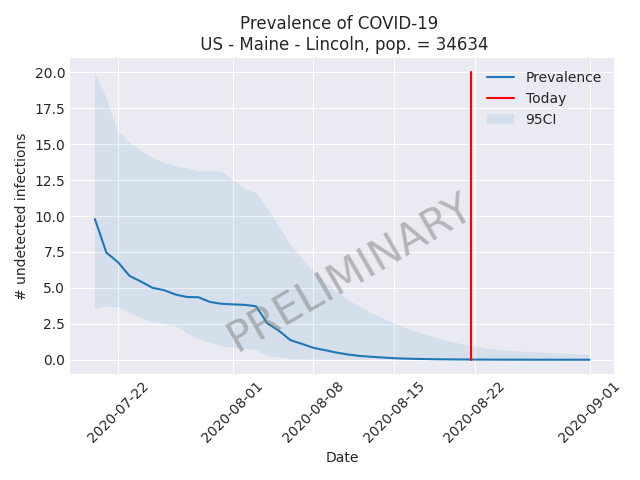 Prevalence of COVID-19
US - Maine - Lincoln, pop. = 34634
20.0
17.5
15.0
12.5
10.0
7.5
5.0
2.5
0.0
# undetected infections
Prevalence
Today
95CI
PRELIMINARY
2020-07-22
2020-08-01
2020-08-08
2020-08-15
2020-08-22
2020-09-01
Date